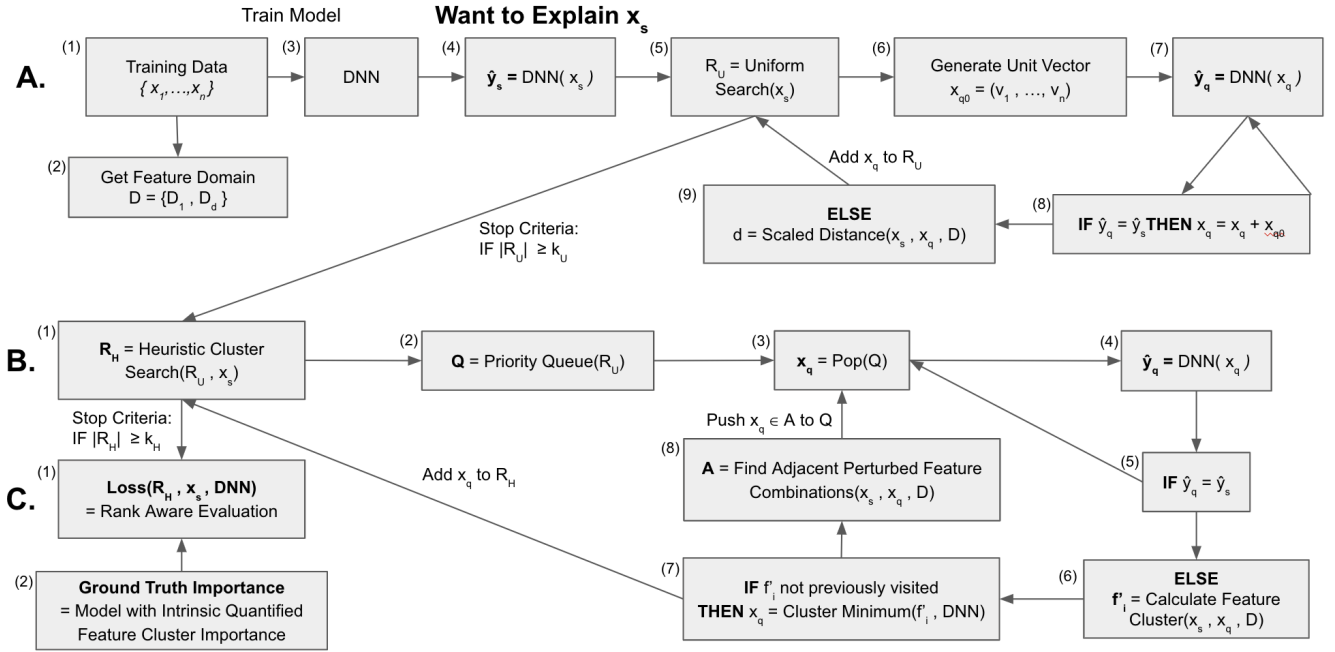 Train Model
Want to Explain xs
A.
(1)
Training Data
{ x1,…,xn}
(2)
Get Feature Domain
D = {D1 , Dd }
(3)
DNN
(4)
ŷs = DNN( xs )
(5)
RU = Uniform
Search(xs)
(6)
Generate Unit Vector
xq0 = (v1 , …, vn)
(7)
ŷq = DNN( xq)
(8)
IF ŷq = ŷs THEN xq = xq + xq0
(9)
ELSE
d = Scaled Distance(xs , xq , D)
Add xq to RU
Stop Criteria:
IF |RU| ≥ kU
B.
(1)
RH = Heuristic Cluster
Search(RU , xs)
(2)
Q = Priority Queue(RU)
(3)
xq = Pop(Q)
(4)
ŷq = DNN( xq)
(5)
IF ŷq = ŷs
(6)
ELSE
f'i = Calculate Feature
Cluster(xs , xq , D)
(7)
IF f'i not previously visited
THEN xq = Cluster Minimum(f'i , DNN)
(8)
A = Find Adjacent Perturbed Feature
Combinations(xs , xq , D)
Push xq ∈ A to Q
Add xq to RH
Stop Criteria:
IF |RH| ≥ kH
C.
(1)
Loss(RH , xs , DNN)
= Rank Aware Evaluation
(2)
Ground Truth Importance
= Model with Intrinsic Quantified
Feature Cluster Importance